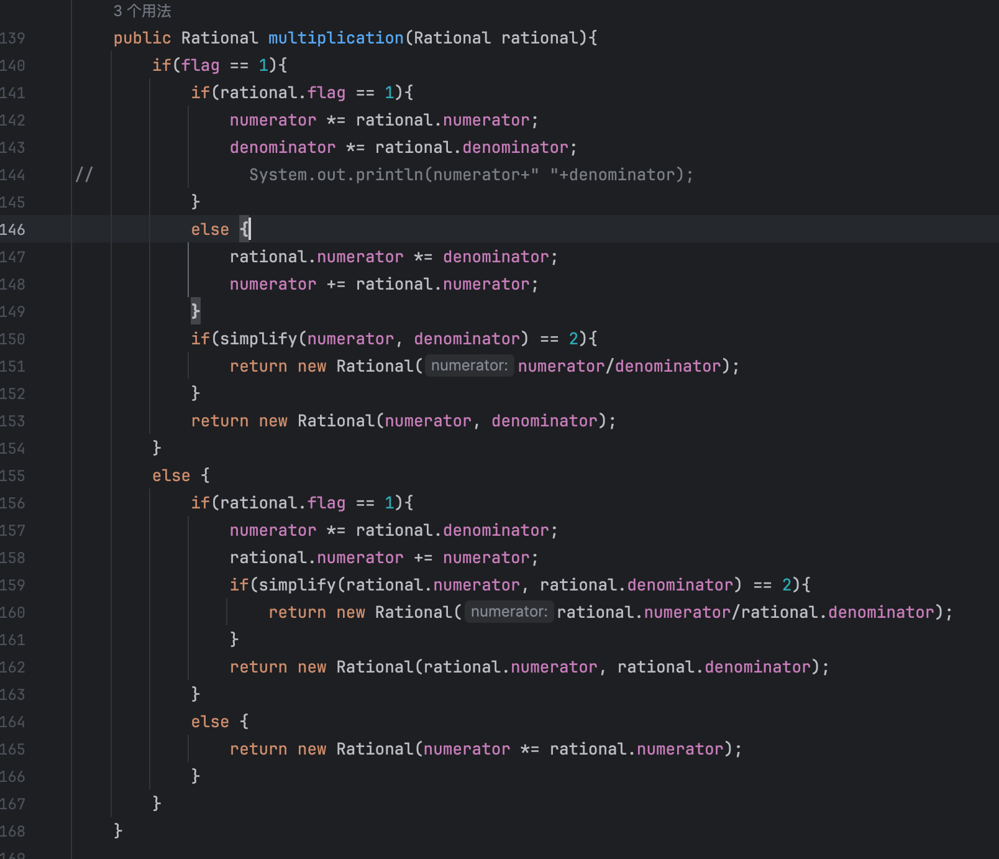 3 个用法
139 public Rational multiplication(Rational rational){
140 if(flag == 1){
141 if(rational.flag == 1){
142 numerator *= rational.numerator;
143 denominator *= rational.denominator;
144 // System.out.println(numerator+" "+denominator);
145 }
146 else {
147 rational.numerator *= denominator;
148 numerator += rational.numerator;
149 }
150 if(simplify(numerator, denominator) == 2){
151 return new Rational( numerator: numerator/denominator);
152 }
153 return new Rational(numerator, denominator);
154 }
155 else {
156 if(rational.flag == 1){
157 numerator *= rational.denominator;
158 rational.numerator += numerator;
159 if(simplify(rational.numerator, rational.denominator) == 2){
160 return new Rational( numerator: rational.numerator/rational.denominator);
161 }
162 return new Rational(rational.numerator, rational.denominator);
163 }
164 else {
165 return new Rational(numerator *= rational.numerator);
166 }
167 }
168 }
169